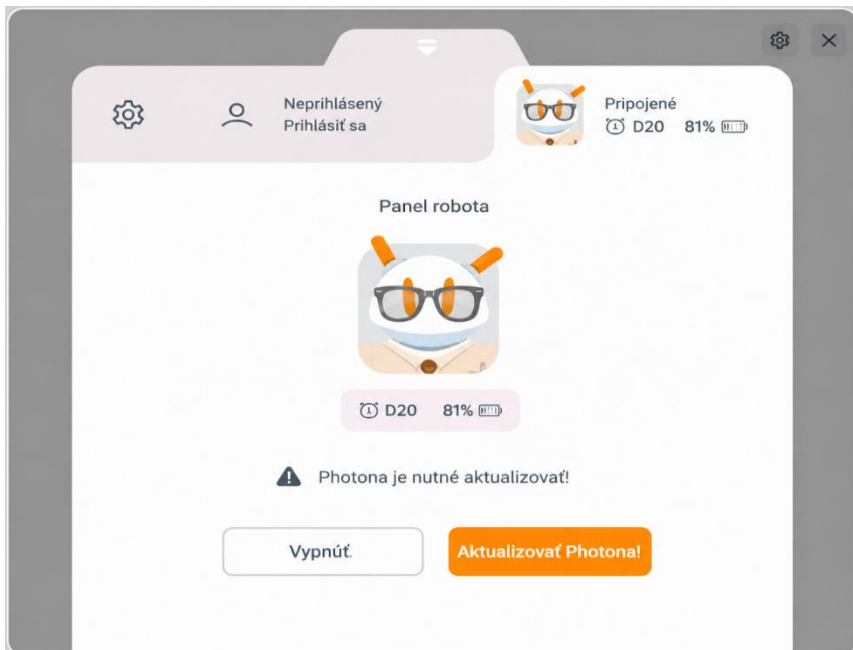 Neprihlásený
Prihlásiť sa
Pripojené
D20 81%
Panel robota
D20 81%
Photona je nutné aktualizovať!
Vypnúť.
Aktualizovať Photona!